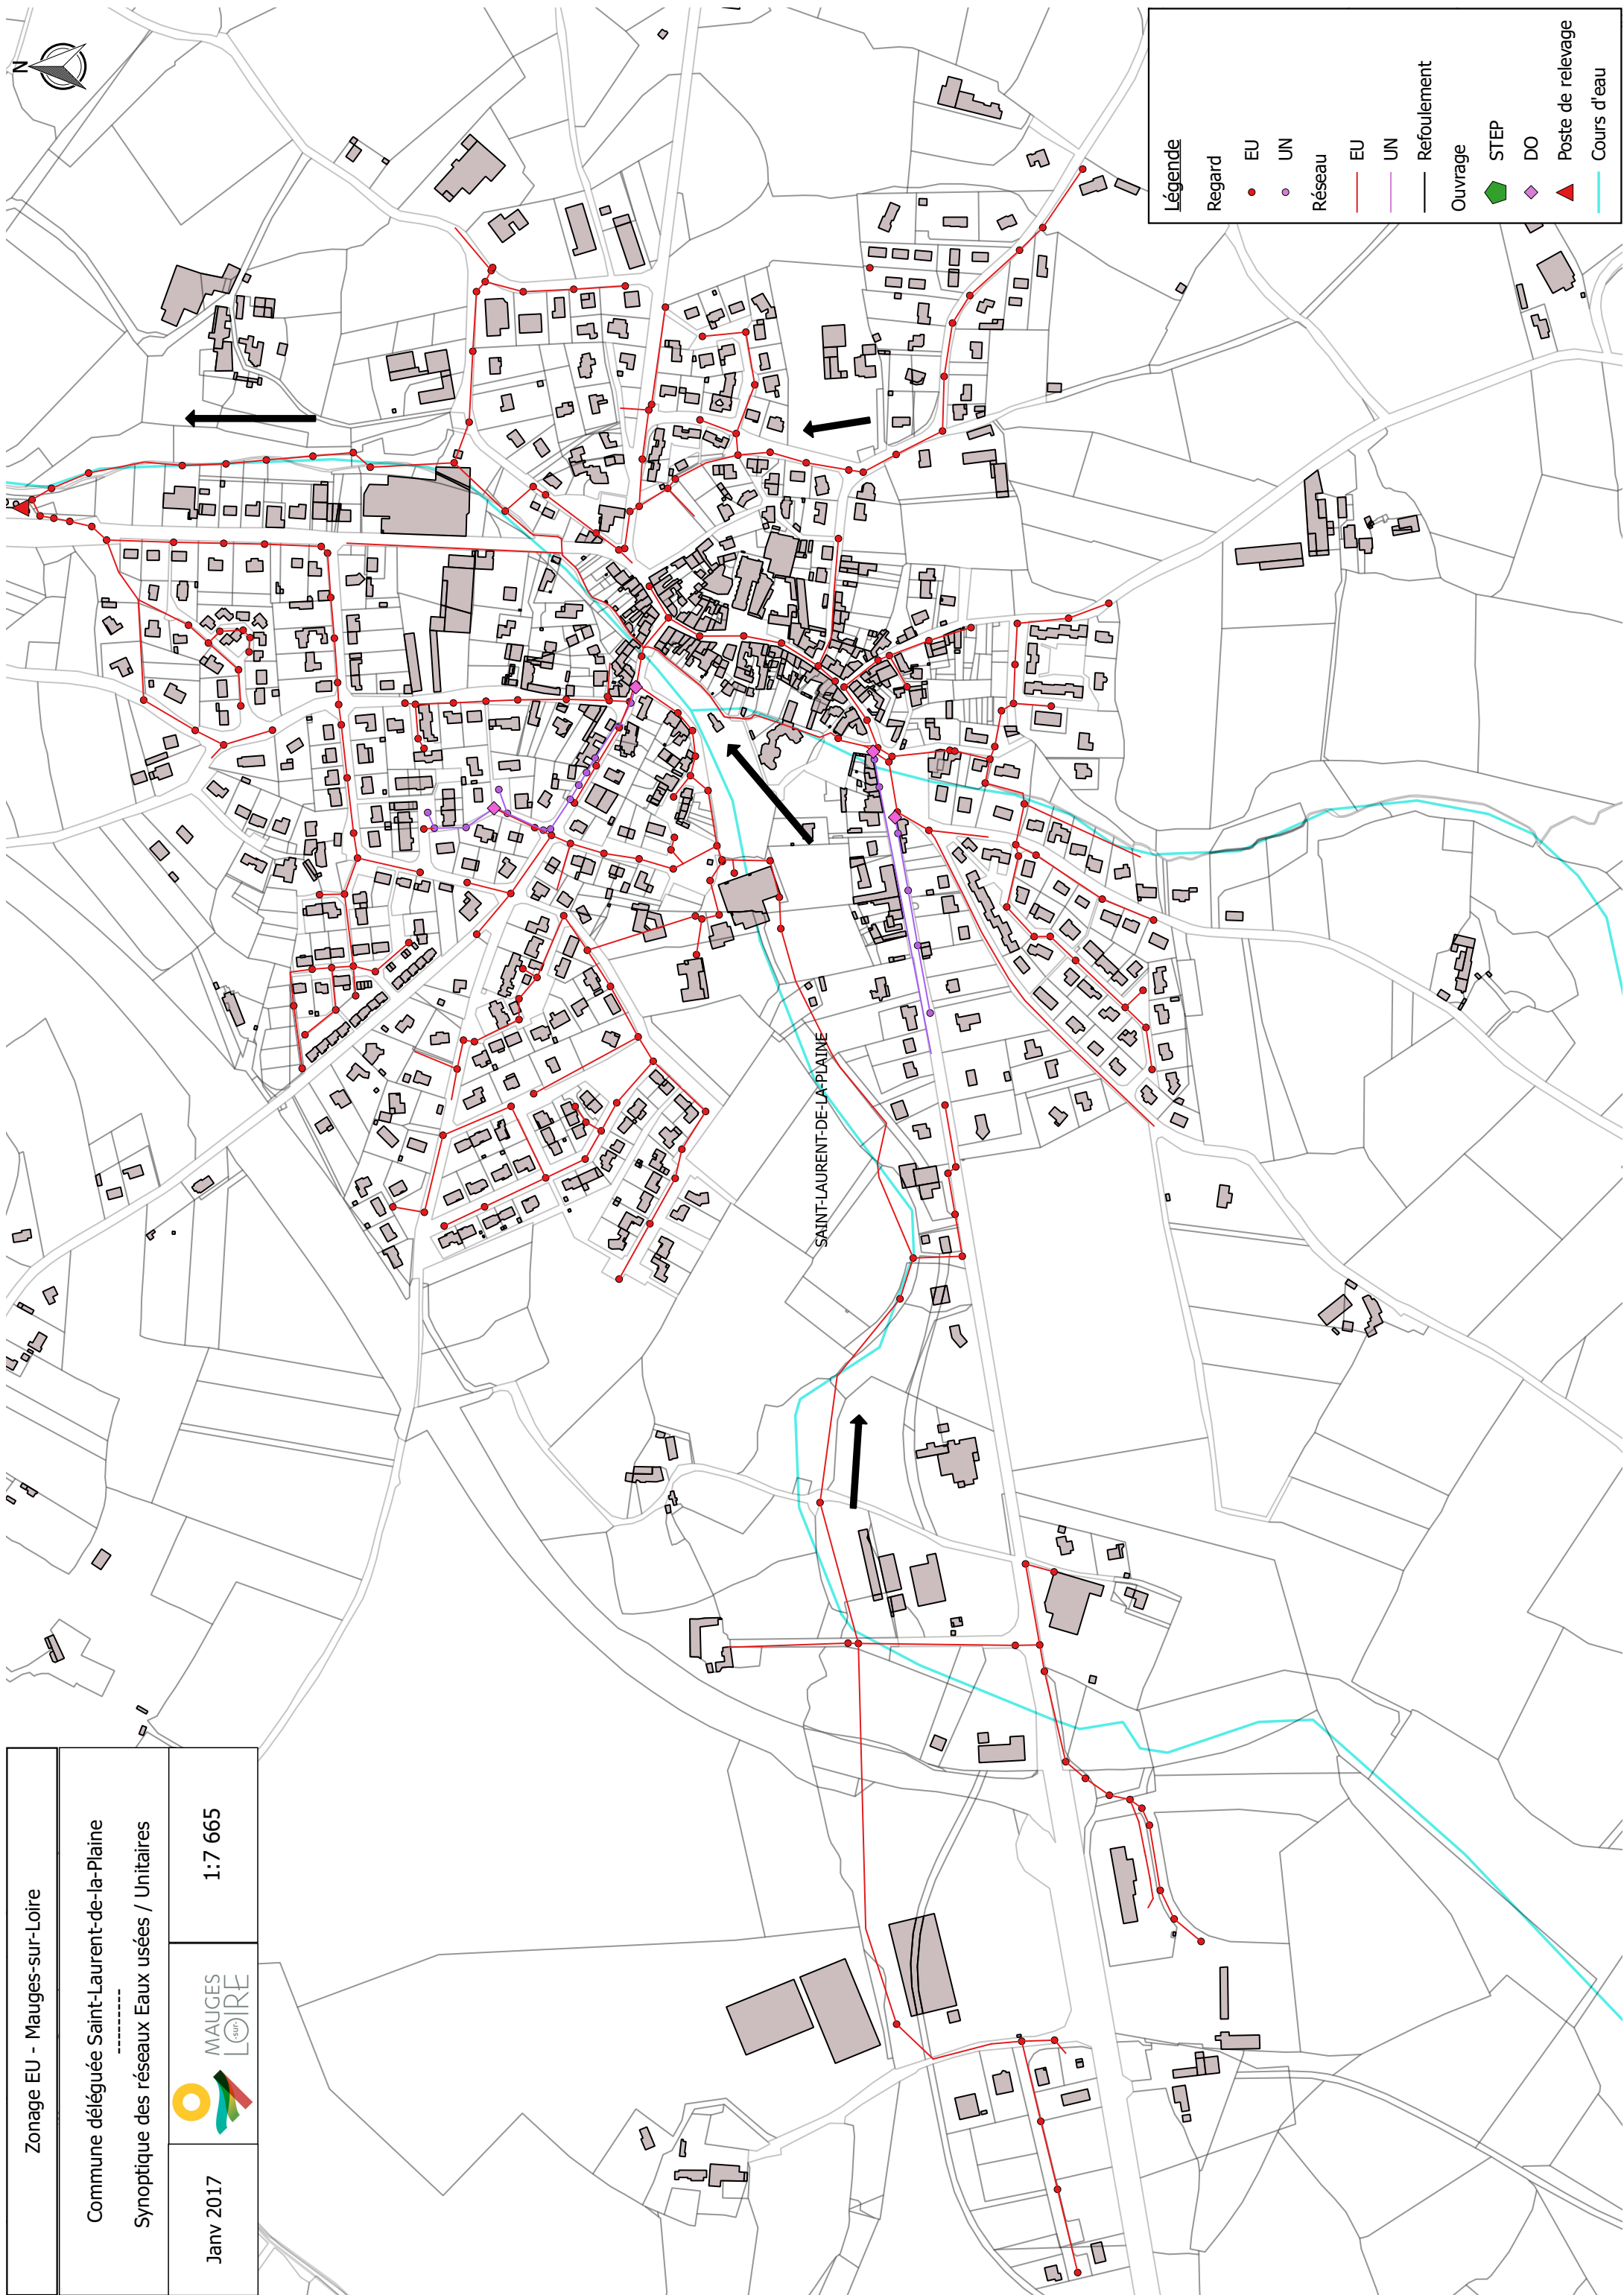 Zonage EU - Mauges-sur-Loire
Commune déléguée Saint-Laurent-de-la-Plaine
----------
Synoptique des réseaux Eaux usées / Unitaires
Janv 2017
MAUGES
-sur-
LOIRE
1:7 665
N
SAINT-LAURENT-DE-LA-PLAINE
Légende
Regard
EU
UN
Réseau
EU
UN
Refoulement
Ouvrage
STEP
DO
Poste de relevage
Cours d'eau